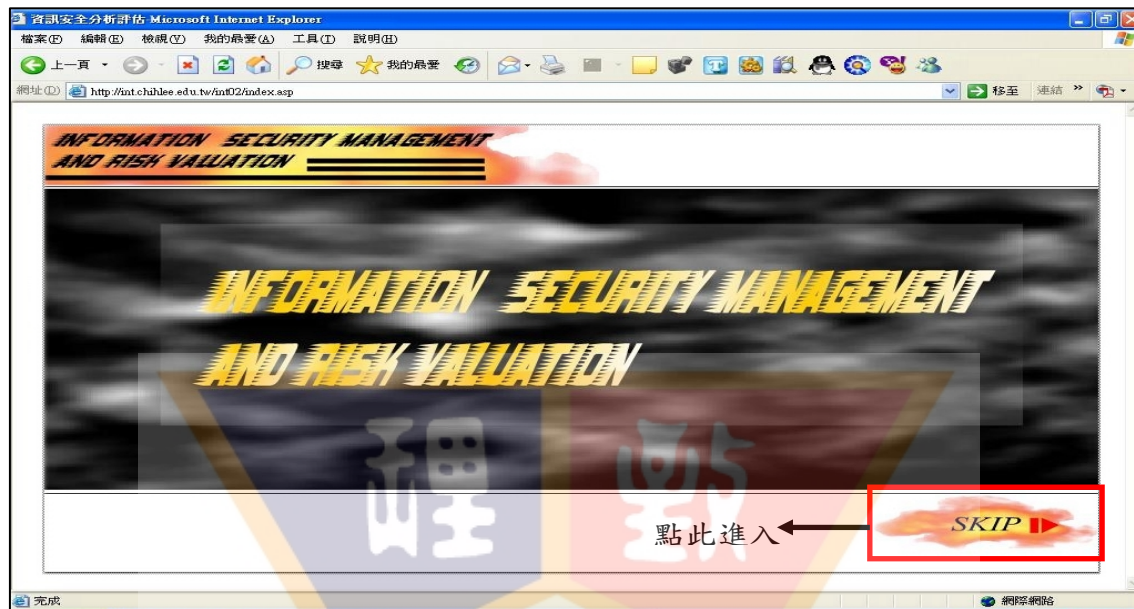 資訊安全分析評估-Microsoft Internet Explorer
檔案(F) 編輯(E) 檢視(V) 我的最愛(A) 工具(T) 說明(H)
上一頁 搜尋 我的最愛
網址(D) http://int.chihlee.edu.tw/int02/index.asp 移至 連結 »
INFORMATION SECURITY MANAGEMENT
AND RISK VALUATION
INFORMATION SECURITY MANAGEMENT
AND RISK VALUATION
理 致
點此進入
SKIP
完成 網際網路